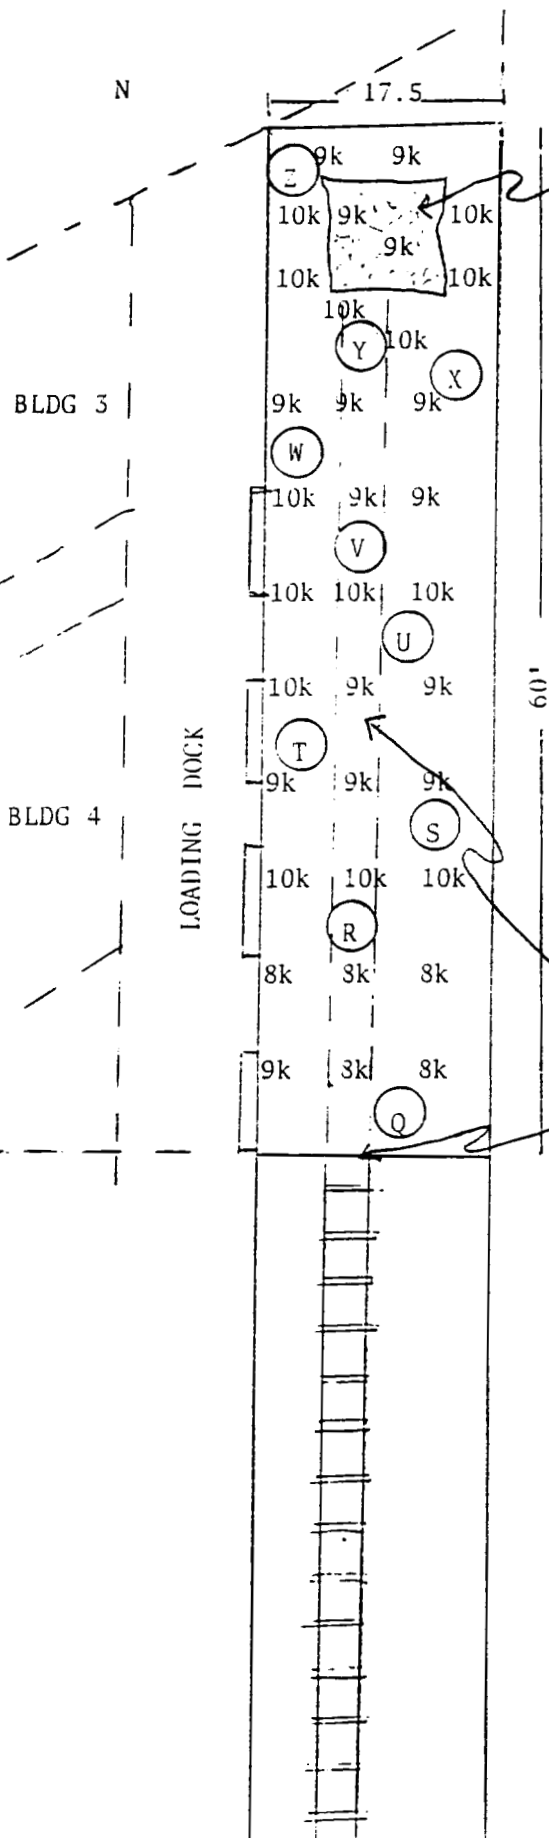 N
17.5
9k 9k
Z
10k 9k 10k
9k
10k 10k
10k
Y 10k
X
BLDG 3
9k 9k 9k
W
10k 9k 9k
V
10k 10k 10k
U
60'
10k 9k 9k
T
LOADING DOCK
9k 9k 9k
BLDG 4
S
10k 10k 10k
R
8k 8k 8k
9k 8k 8k
Q